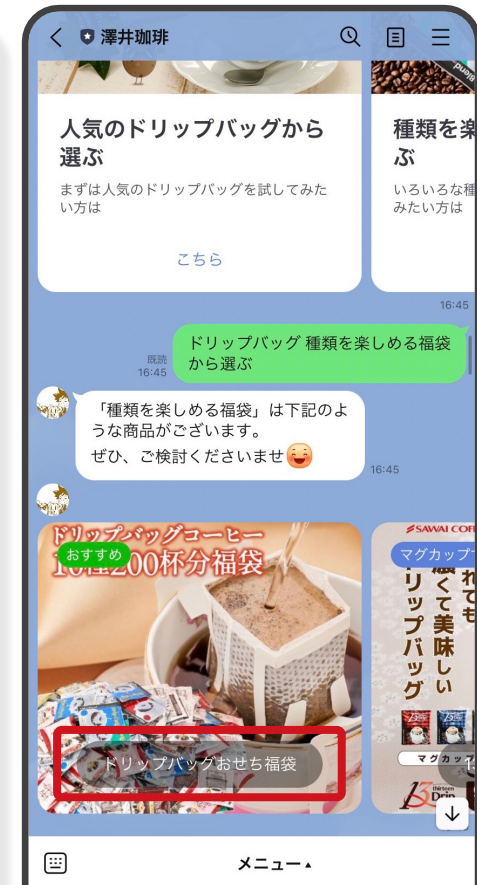 澤井珈琲
Blend
人気のドリップバッグから
選ぶ
まずは人気のドリップバッグを試してみた
い方は
こちら
種類を楽
ぶ
いろいろな種
みたい方は
16:45
ドリップバッグ 種類を楽しめる福袋
から選ぶ
既読
16:45
「種類を楽しめる福袋」は下記のよ
うな商品がございます。
ぜひ、ご検討くださいませ
16:45
ドリップバッグコーヒー
おすすめ
200杯分福袋
ドリップバッグおせち福袋
SAWAI COF
マグカップ
れても
濃くて美味しい
リップバッグ
マグカッ
13
thirteen
Drip
メニュー